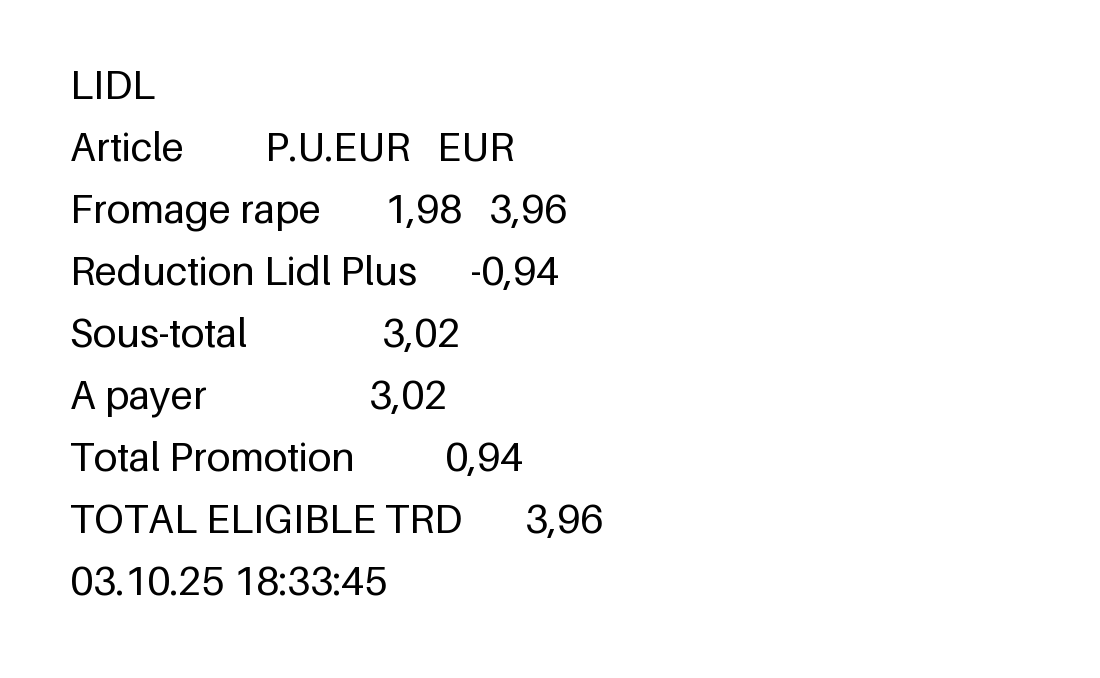 LIDL
Article P.U.EUR EUR
Fromage rape 1,98 3,96
Reduction Lidl Plus -0,94
Sous-total 3,02
A payer 3,02
Total Promotion 0,94
TOTAL ELIGIBLE TRD 3,96
03.10.25 18:33:45